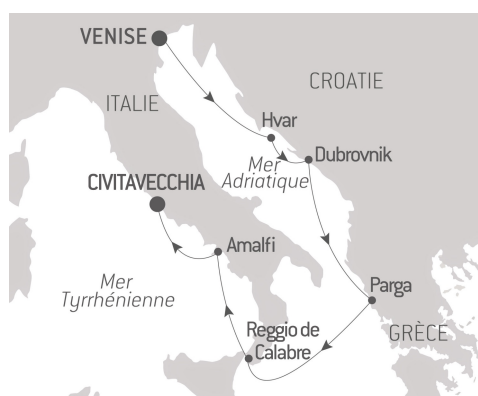 VENISE
CROATIE
ITALIE
Hvar
Mer
Adriatique
Dubrovnik
CIVITAVECCHIA
Amalfi
Mer
Tyrrhénienne
Parga
Reggio de
Calabre
GRÈCE